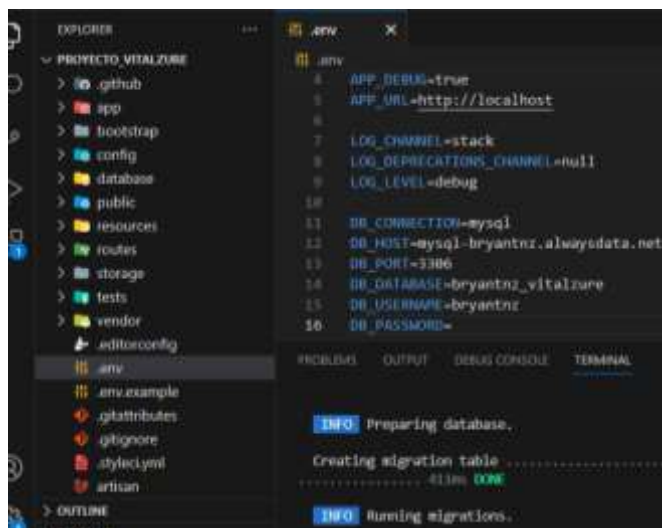 EXPLORER ...
PROYECTO_VITALZURE
.github
app
bootstrap
config
database
public
resources
routes
storage
tests
vendor
.editorconfig
.env
.env.example
.gitattributes
.gitignore
.styleci.yml
artisan
OUTLINE
.env
.env
4 APP_DEBUG=true
5 APP_URL=http://localhost
6
7 LOG_CHANNEL=stack
8 LOG_DEPRECATIONS_CHANNEL=null
9 LOG_LEVEL=debug
10
11 DB_CONNECTION=mysql
12 DB_HOST=mysql-bryantnz.alwaysdata.net
13 DB_PORT=3306
14 DB_DATABASE=bryantnz_vitalzure
15 DB_USERNAME=bryantnz
16 DB_PASSWORD=
PROBLEMS OUTPUT DEBUG CONSOLE TERMINAL
INFO Preparing database.
Creating migration table ....................
................ 413ms DONE
INFO Running migrations.